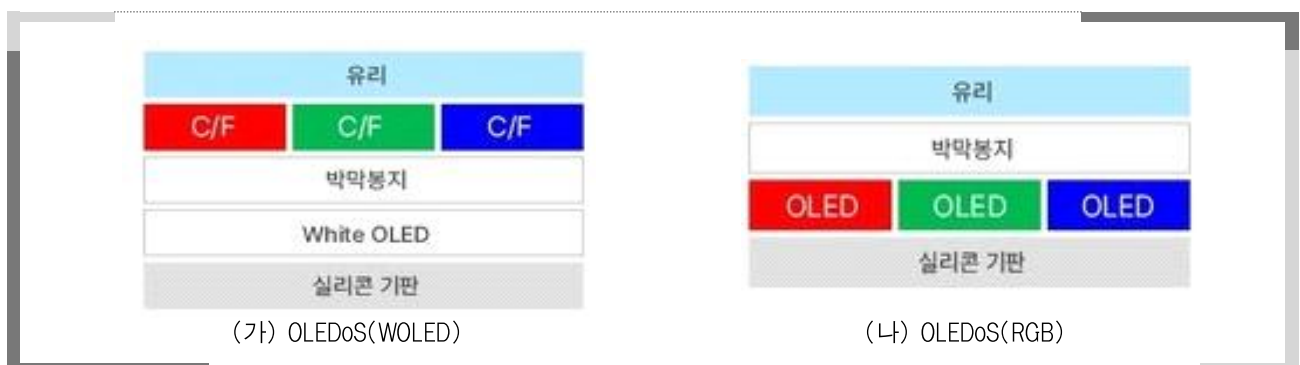 유리
C/F C/F C/F
박막봉지
White OLED
실리콘 기판
(가) OLEDoS(WOLED)
유리
박막봉지
OLED OLED OLED
실리콘 기판
(나) OLEDoS(RGB)